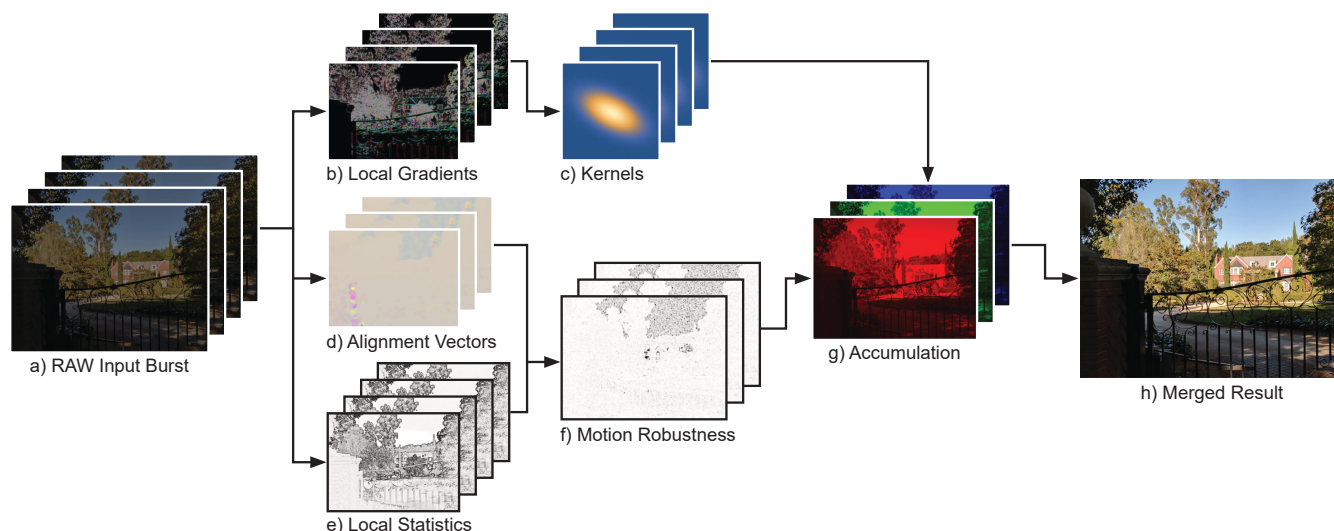 a) RAW Input Burst
b) Local Gradients
c) Kernels
d) Alignment Vectors
e) Local Statistics
f) Motion Robustness
g) Accumulation
h) Merged Result